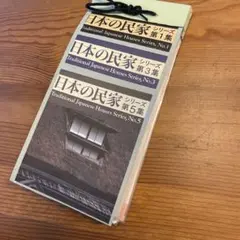 日本の民家シリーズ第1集
Traditional Japanese Houses Series, No.1
日本の民家シリーズ第3集
Traditional Japanese Houses Series, No.3
日本の民家シリーズ第5集
Traditional Japanese Houses Series, No.5